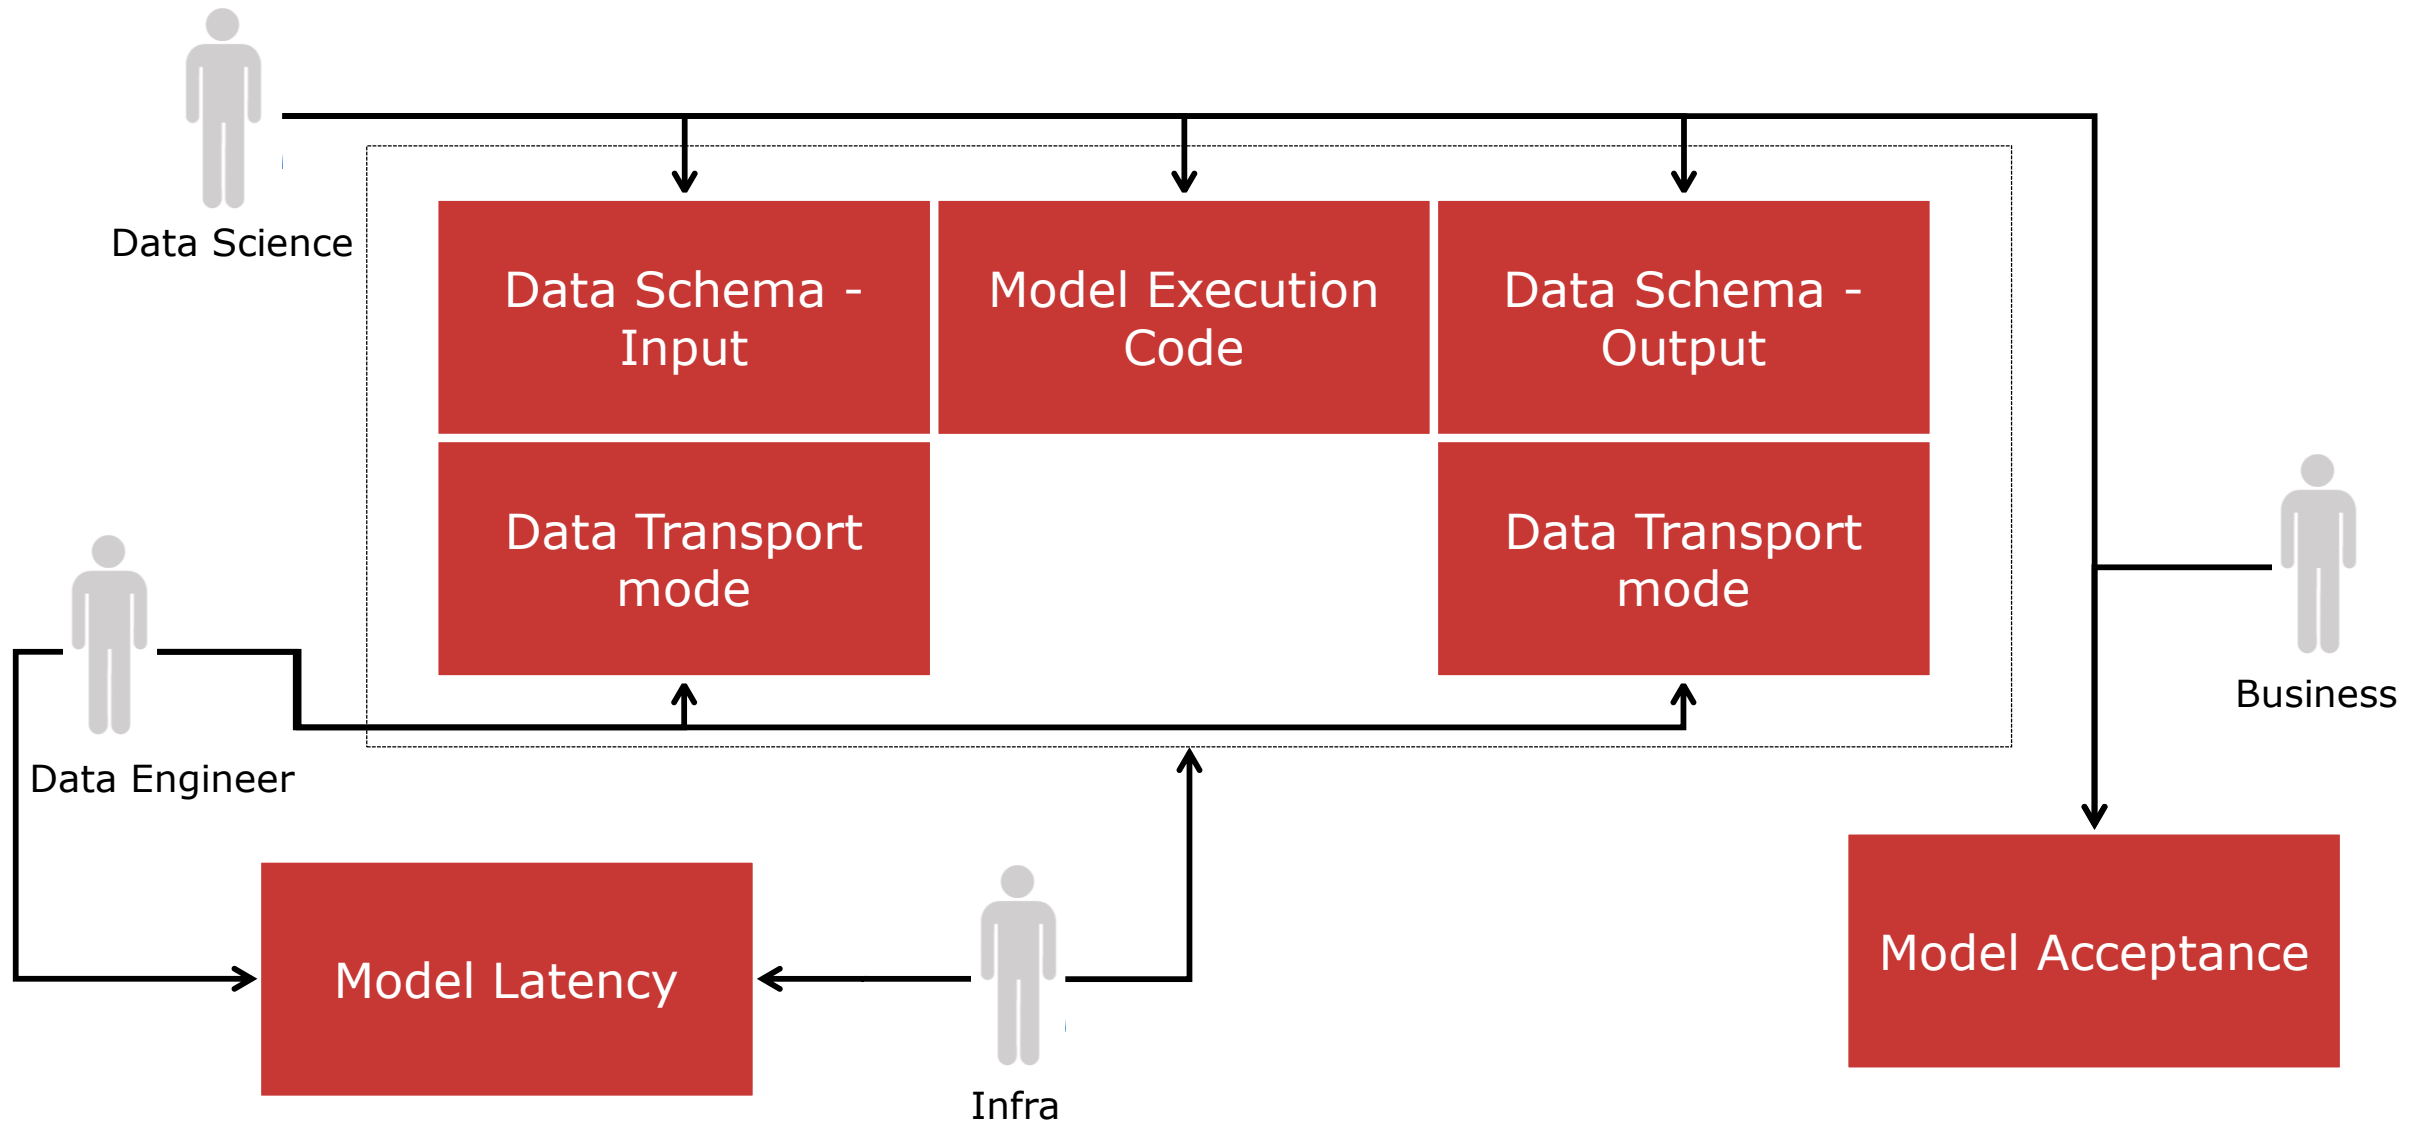 Data Science
Data Schema -
Input
Model Execution
Code
Data Schema -
Output
Data Transport
mode
Data Transport
mode
Business
Data Engineer
Model Latency
Infra
Model Acceptance